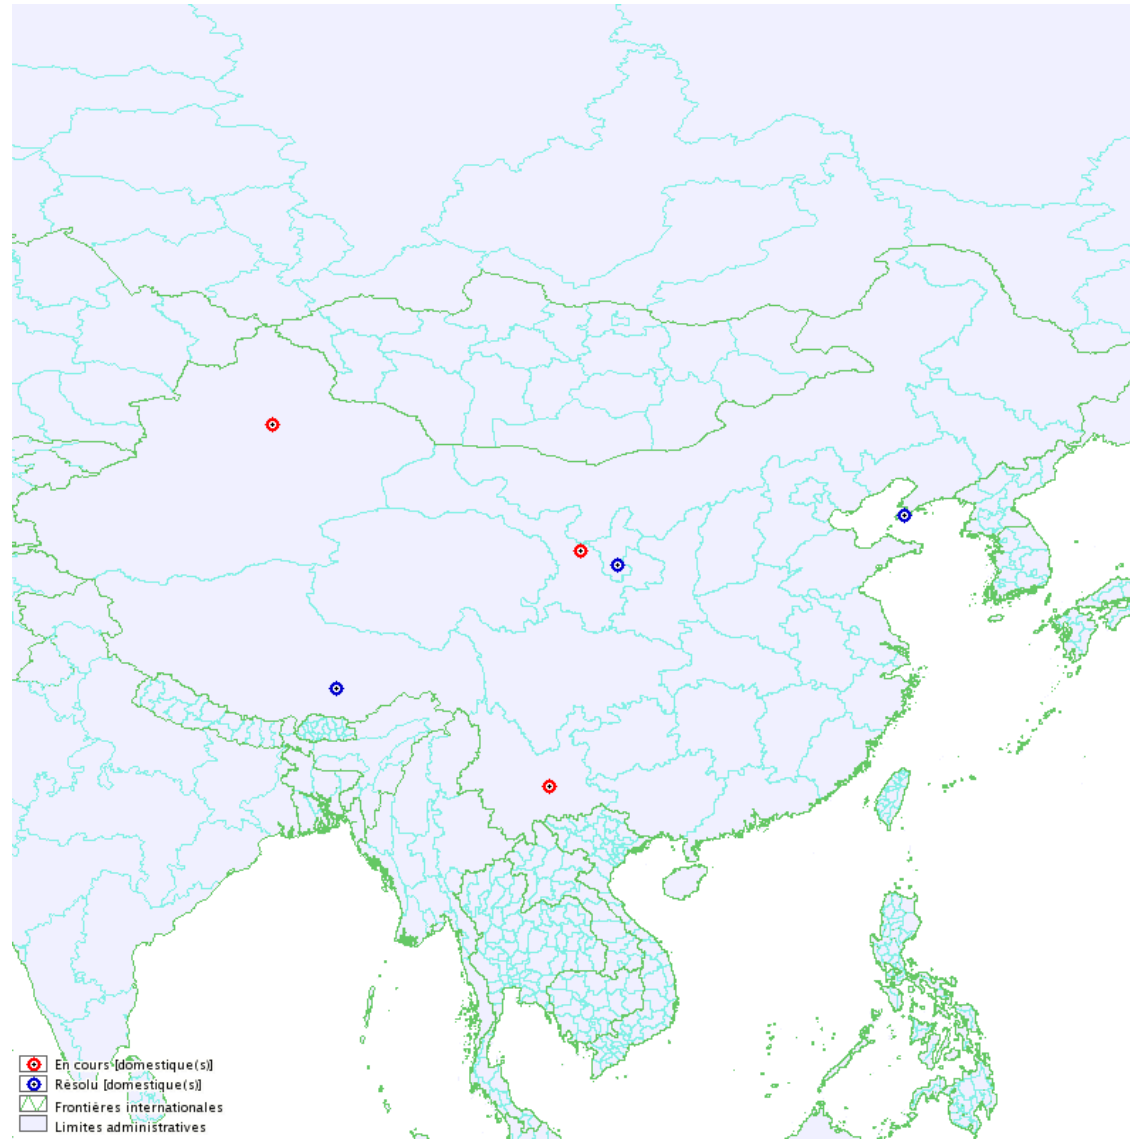 En cours [domestique(s)]
Résolu [domestique(s)]
Frontières internationales
Limites administratives